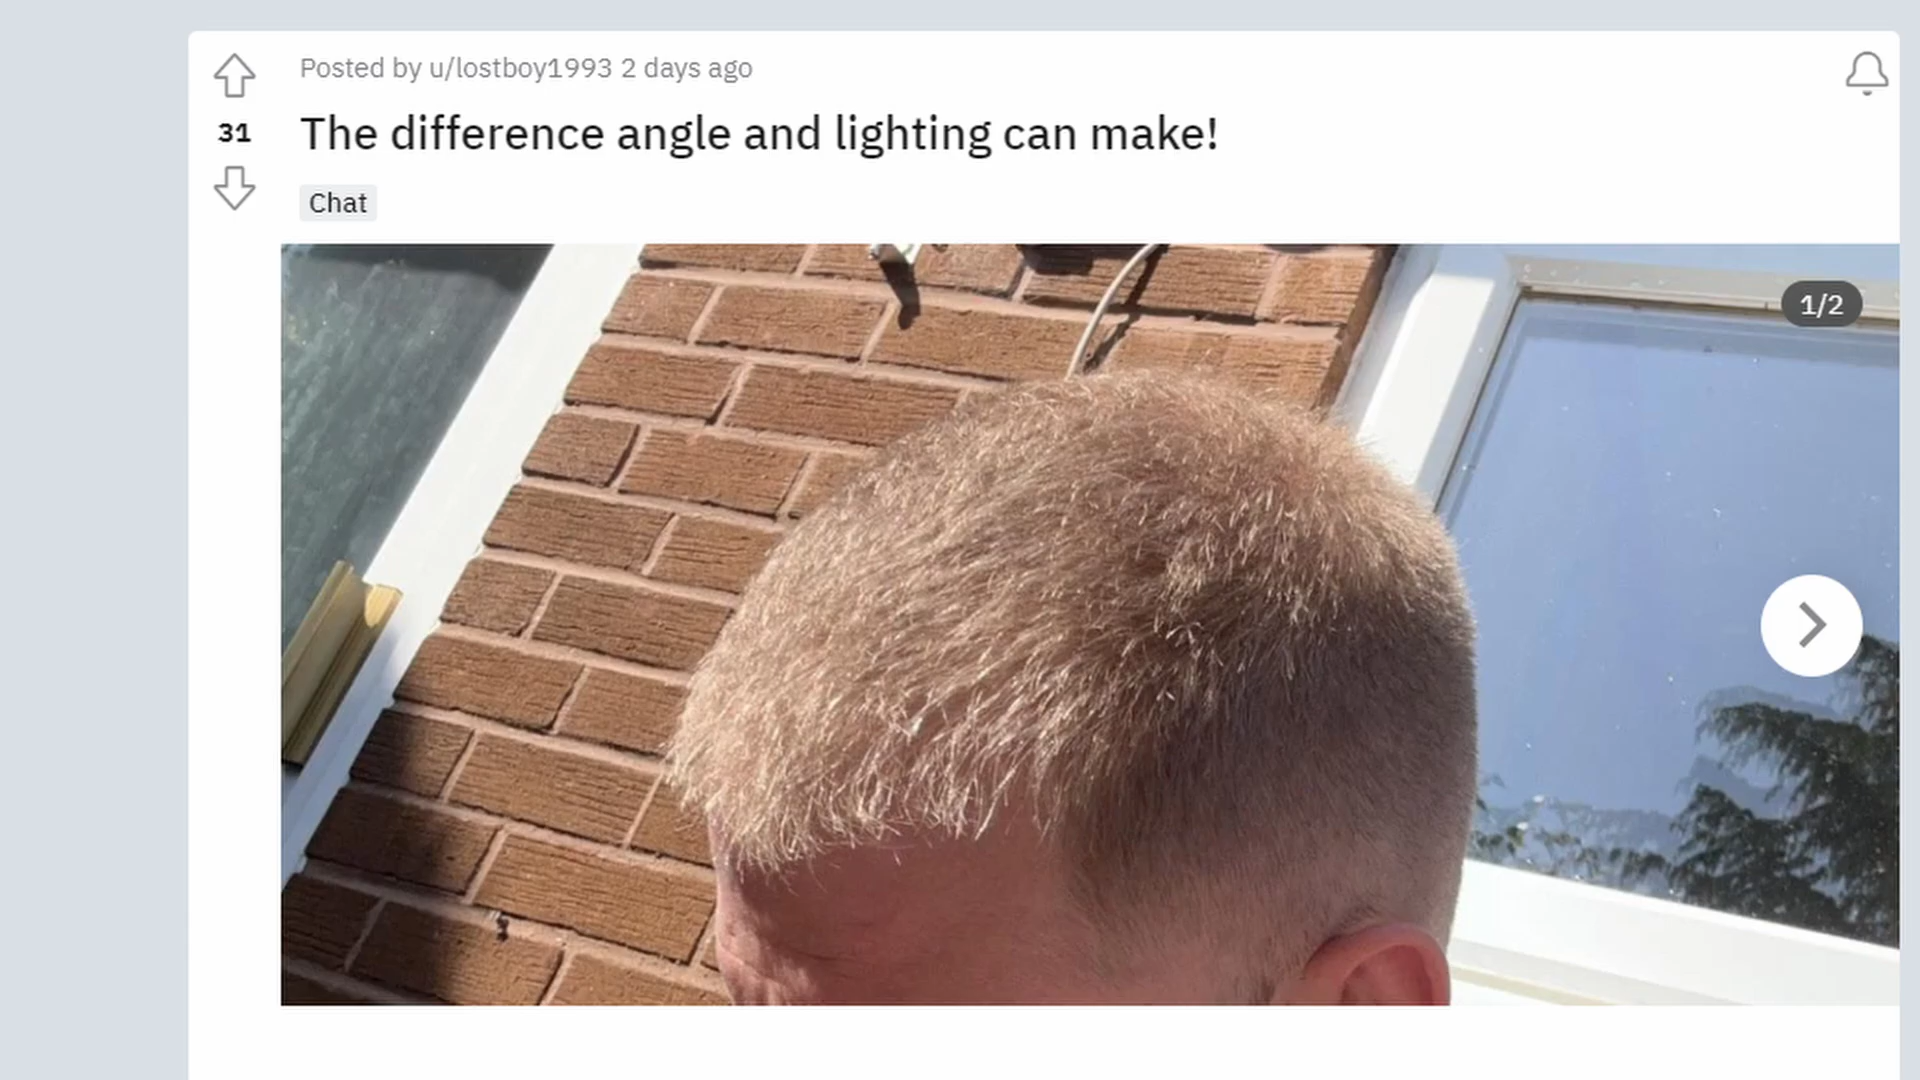 Posted by u/lostboy1993 2 days ago
31
The difference angle and lighting can make!
Chat
1/2